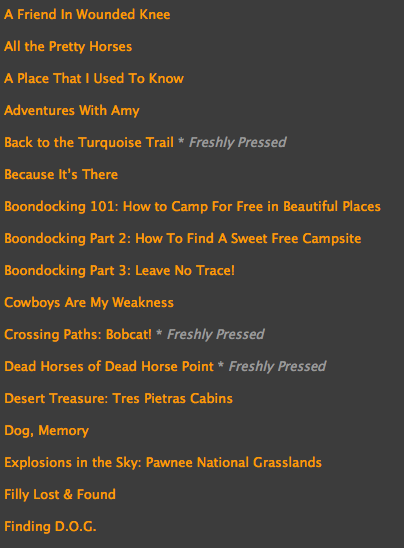 A Friend In Wounded Knee
All the Pretty Horses
A Place That I Used To Know
Adventures With Amy
Back to the Turquoise Trail * Freshly Pressed
Because It's There
Boondocking 101: How to Camp For Free in Beautiful Places
Boondocking Part 2: How To Find A Sweet Free Campsite
Boondocking Part 3: Leave No Trace!
Cowboys Are My Weakness
Crossing Paths: Bobcat! * Freshly Pressed
Dead Horses of Dead Horse Point * Freshly Pressed
Desert Treasure: Tres Pietras Cabins
Dog, Memory
Explosions in the Sky: Pawnee National Grasslands
Filly Lost & Found
Finding D.O.G.